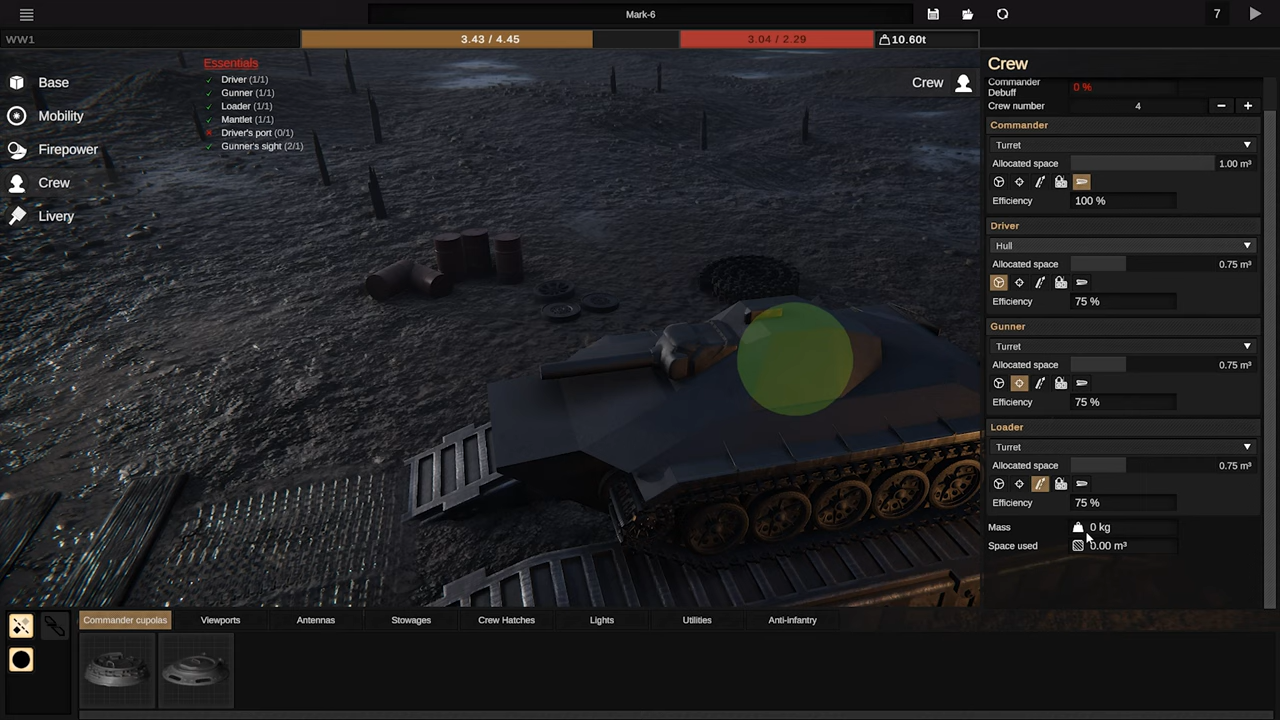 Mark-6
7
WW1
3.43 / 4.45
3.04 / 2.29
10.60t
Essentials
Driver (1/1)
Gunner (1/1)
Loader (1/1)
Mantlet (1/1)
Driver's port (0/1)
Gunner's sight (2/1)
Base
Mobility
Firepower
Crew
Livery
Crew
Crew
Commander Debuff
0 %
Crew number
4
Commander
Turret
Allocated space
1.00 m³
Efficiency
100 %
Driver
Hull
Allocated space
0.75 m³
Efficiency
75 %
Gunner
Turret
Allocated space
0.75 m³
Efficiency
75 %
Loader
Turret
Allocated space
0.75 m³
Efficiency
75 %
Mass
0 kg
Space used
0.00 m³
Commander cupolas
Viewports
Antennas
Stowages
Crew Hatches
Lights
Utilities
Anti-infantry